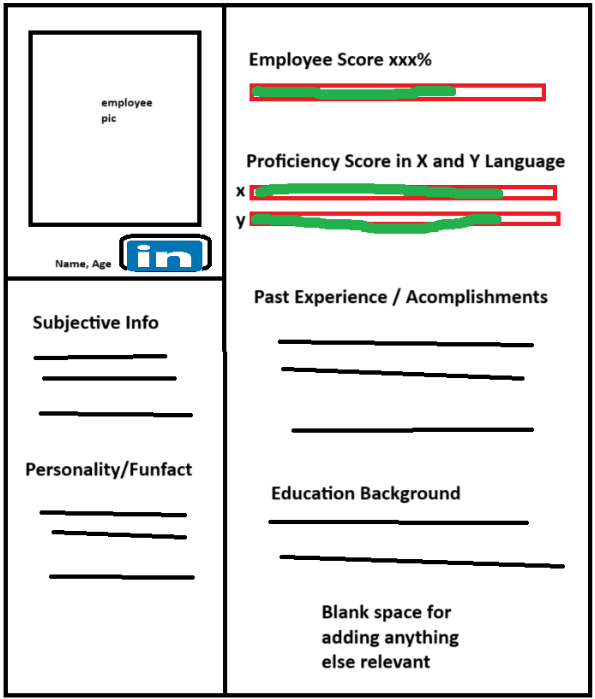 employee
pic
Name, Age
in
Subjective Info
Personality/Funfact
Employee Score xxx%
Proficiency Score in X and Y Language
x
y
Past Experience / Acomplishments
Education Background
Blank space for
adding anything
else relevant